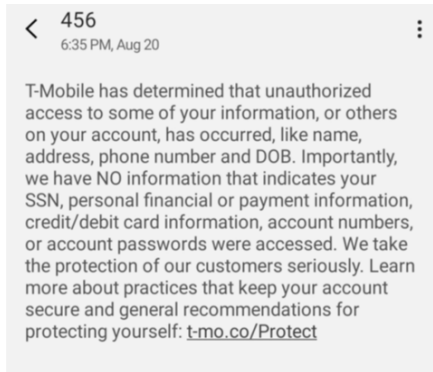 456
6:35 PM, Aug 20
T-Mobile has determined that unauthorized
access to some of your information, or others
on your account, has occurred, like name,
address, phone number and DOB. Importantly,
we have NO information that indicates your
SSN, personal financial or payment information,
credit/debit card information, account numbers,
or account passwords were accessed. We take
the protection of our customers seriously. Learn
more about practices that keep your account
secure and general recommendations for
protecting yourself: t-mo.co/Protect